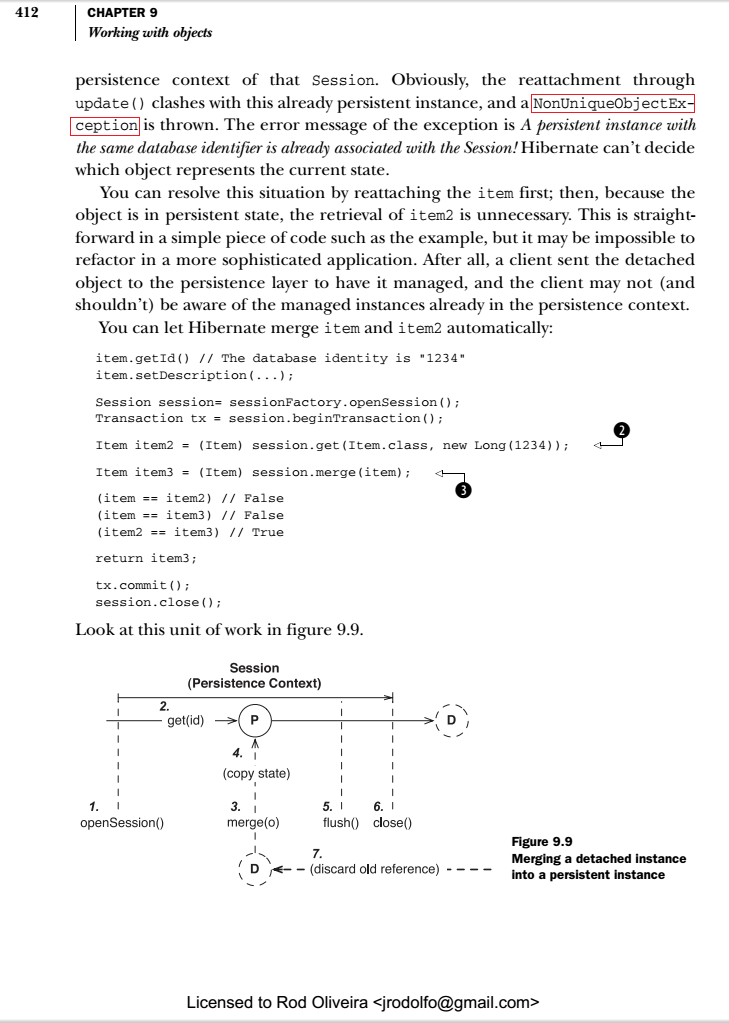 412
CHAPTER 9
Working with objects
persistence context of that Session. Obviously, the reattachment through
update() clashes with this already persistent instance, and a NonUniqueObjectEx-
ception is thrown. The error message of the exception is A persistent instance with
the same database identifier is already associated with the Session! Hibernate can't decide
which object represents the current state.
You can resolve this situation by reattaching the item first; then, because the
object is in persistent state, the retrieval of item2 is unnecessary. This is straight-
forward in a simple piece of code such as the example, but it may be impossible to
refactor in a more sophisticated application. After all, a client sent the detached
object to the persistence layer to have it managed, and the client may not (and
shouldn't) be aware of the managed instances already in the persistence context.
You can let Hibernate merge item and item2 automatically:
item.getId() // The database identity is "1234"
item.setDescription(...);
Session session= sessionFactory.openSession();
Transaction tx = session.beginTransaction();
Item item2 = (Item) session.get(Item.class, new Long(1234));
2
Item item3 = (Item) session.merge(item);
3
(item == item2) // False
(item == item3) // False
(item2 == item3) // True
return item3;
tx.commit();
session.close();
Look at this unit of work in figure 9.9.
Session
(Persistence Context)
2.
get(id)
P
D
4.
(copy state)
1.
openSession()
3.
merge(o)
5.
flush()
6.
close()
7.
D
(discard old reference)
Figure 9.9
Merging a detached instance
into a persistent instance
Licensed to Rod Oliveira <jrodolfo@gmail.com>